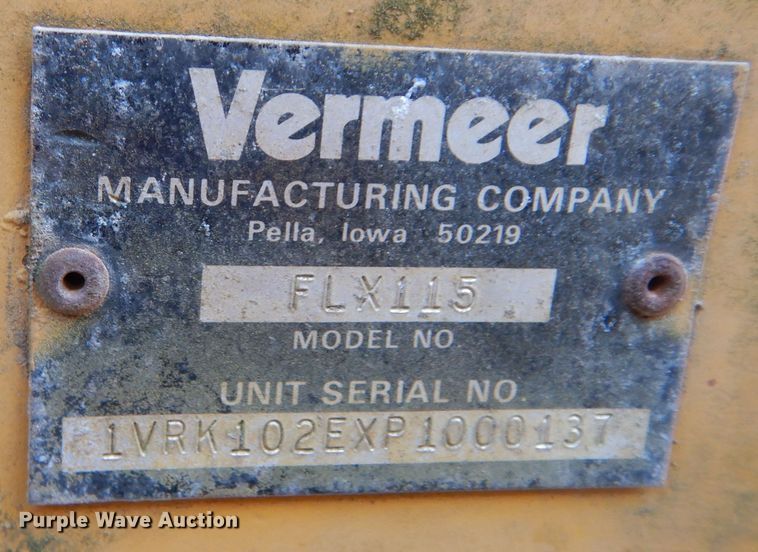 Vermeer
MANUFACTURING COMPANY
Pella, Iowa 50219
FLX115
MODEL NO.
UNIT SERIAL NO.
1VRK102EXP1000137
Purple Wave Auction